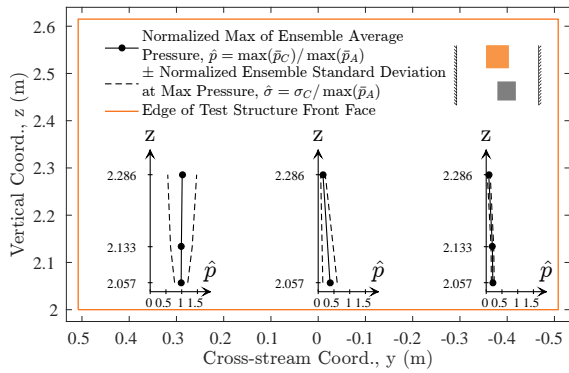 Normalized Max of Ensemble Average
Pressure, p̂ = max(p̄_C)/max(p̄_A)
± Normalized Ensemble Standard Deviation
at Max Pressure, σ̂ = σ_C/max(p̄_A)
Edge of Test Structure Front Face
Vertical Coord., z (m)
2.6
2.5
2.4
2.3
2.2
2.1
2
z
2.286
2.133
2.057
p̂
0 0.5 1 1.5
z
2.286
2.057
p̂
0 0.5 1 1.5
z
2.286
2.133
2.057
p̂
0 0.5 1 1.5
0.5 0.4 0.3 0.2 0.1 0 -0.1 -0.2 -0.3 -0.4 -0.5
Cross-stream Coord., y (m)